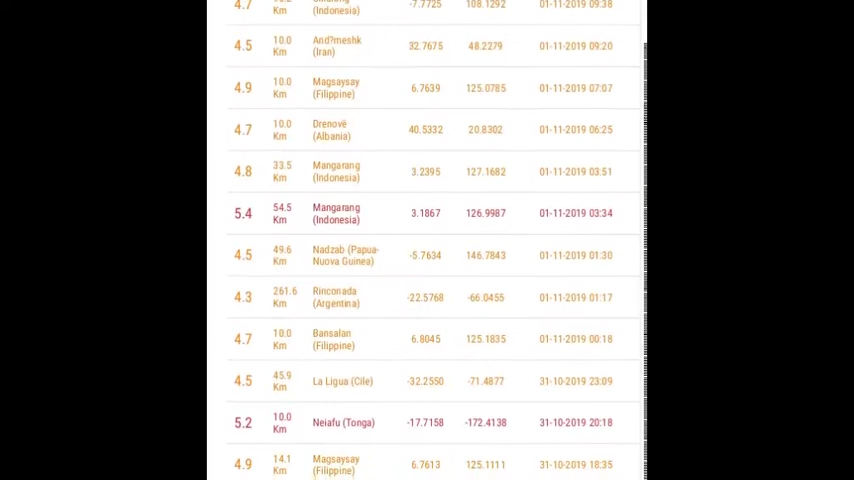 4.7 Km (Indonesia) -7.7725 108.1292 01-11-2019 09:38
4.5 10.0 Km And?meshk (Iran) 32.7675 48.2279 01-11-2019 09:20
4.9 10.0 Km Magsaysay (Filippine) 6.7639 125.0785 01-11-2019 07:07
4.7 10.0 Km Drenovë (Albania) 40.5332 20.8302 01-11-2019 06:25
4.8 33.5 Km Mangarang (Indonesia) 3.2395 127.1682 01-11-2019 03:51
5.4 54.5 Km Mangarang (Indonesia) 3.1867 126.9987 01-11-2019 03:34
4.5 49.6 Km Nadzab (Papua-Nuova Guinea) -5.7634 146.7843 01-11-2019 01:30
4.3 261.6 Km Rinconada (Argentina) -22.5768 -66.0455 01-11-2019 01:17
4.7 10.0 Km Bansalan (Filippine) 6.8045 125.1835 01-11-2019 00:18
4.5 45.9 Km La Ligua (Cile) -32.2550 -71.4877 31-10-2019 23:09
5.2 10.0 Km Neiafu (Tonga) -17.7158 -172.4138 31-10-2019 20:18
4.9 14.1 Km Magsaysay (Filippine) 6.7613 125.1111 31-10-2019 18:35